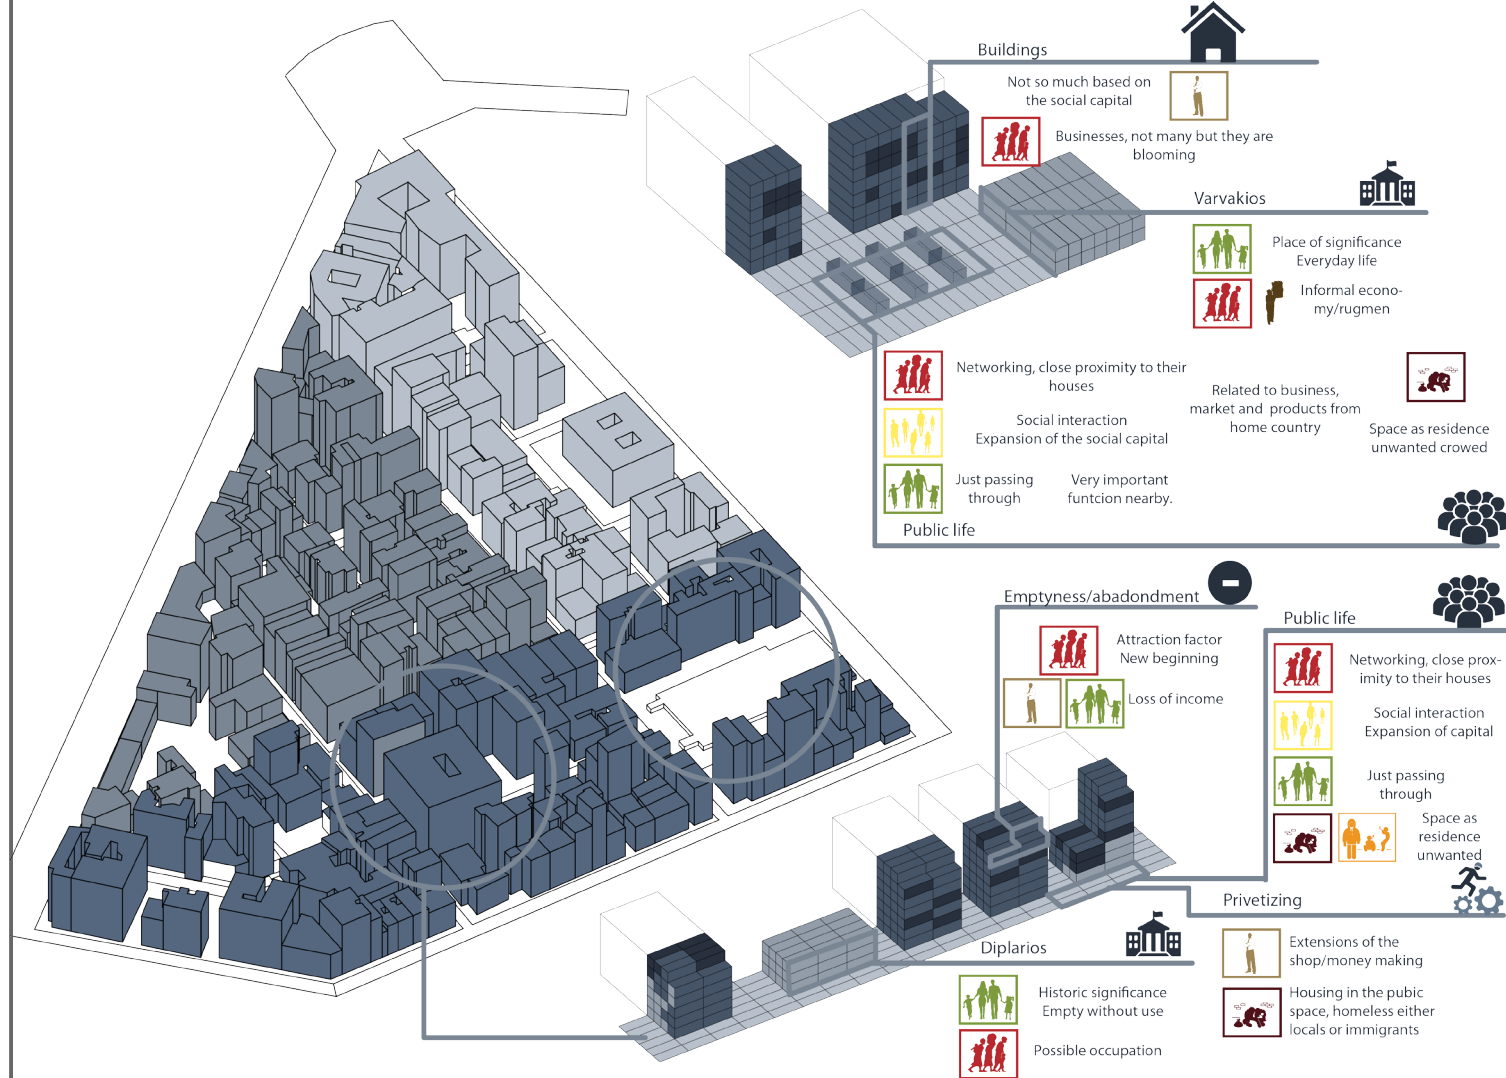 Buildings
Not so much based on
the social capital
Businesses, not many but they are
blooming
Varvakios
Place of significance
Everyday life
Informal econo-
my/rugmen
Networking, close proximity to their
houses
Social interaction
Expansion of the social capital
Just passing
through
Very important
funtcion nearby.
Related to business,
market and products from
home country
Space as residence
unwanted crowed
Public life
Emptyness/abadondment
Attraction factor
New beginning
Loss of income
Public life
Networking, close prox-
imity to their houses
Social interaction
Expansion of capital
Just passing
through
Space as
residence
unwanted
Privetizing
Extensions of the
shop/money making
Housing in the pubic
space, homeless either
locals or immigrants
Diplarios
Historic significance
Empty without use
Possible occupation